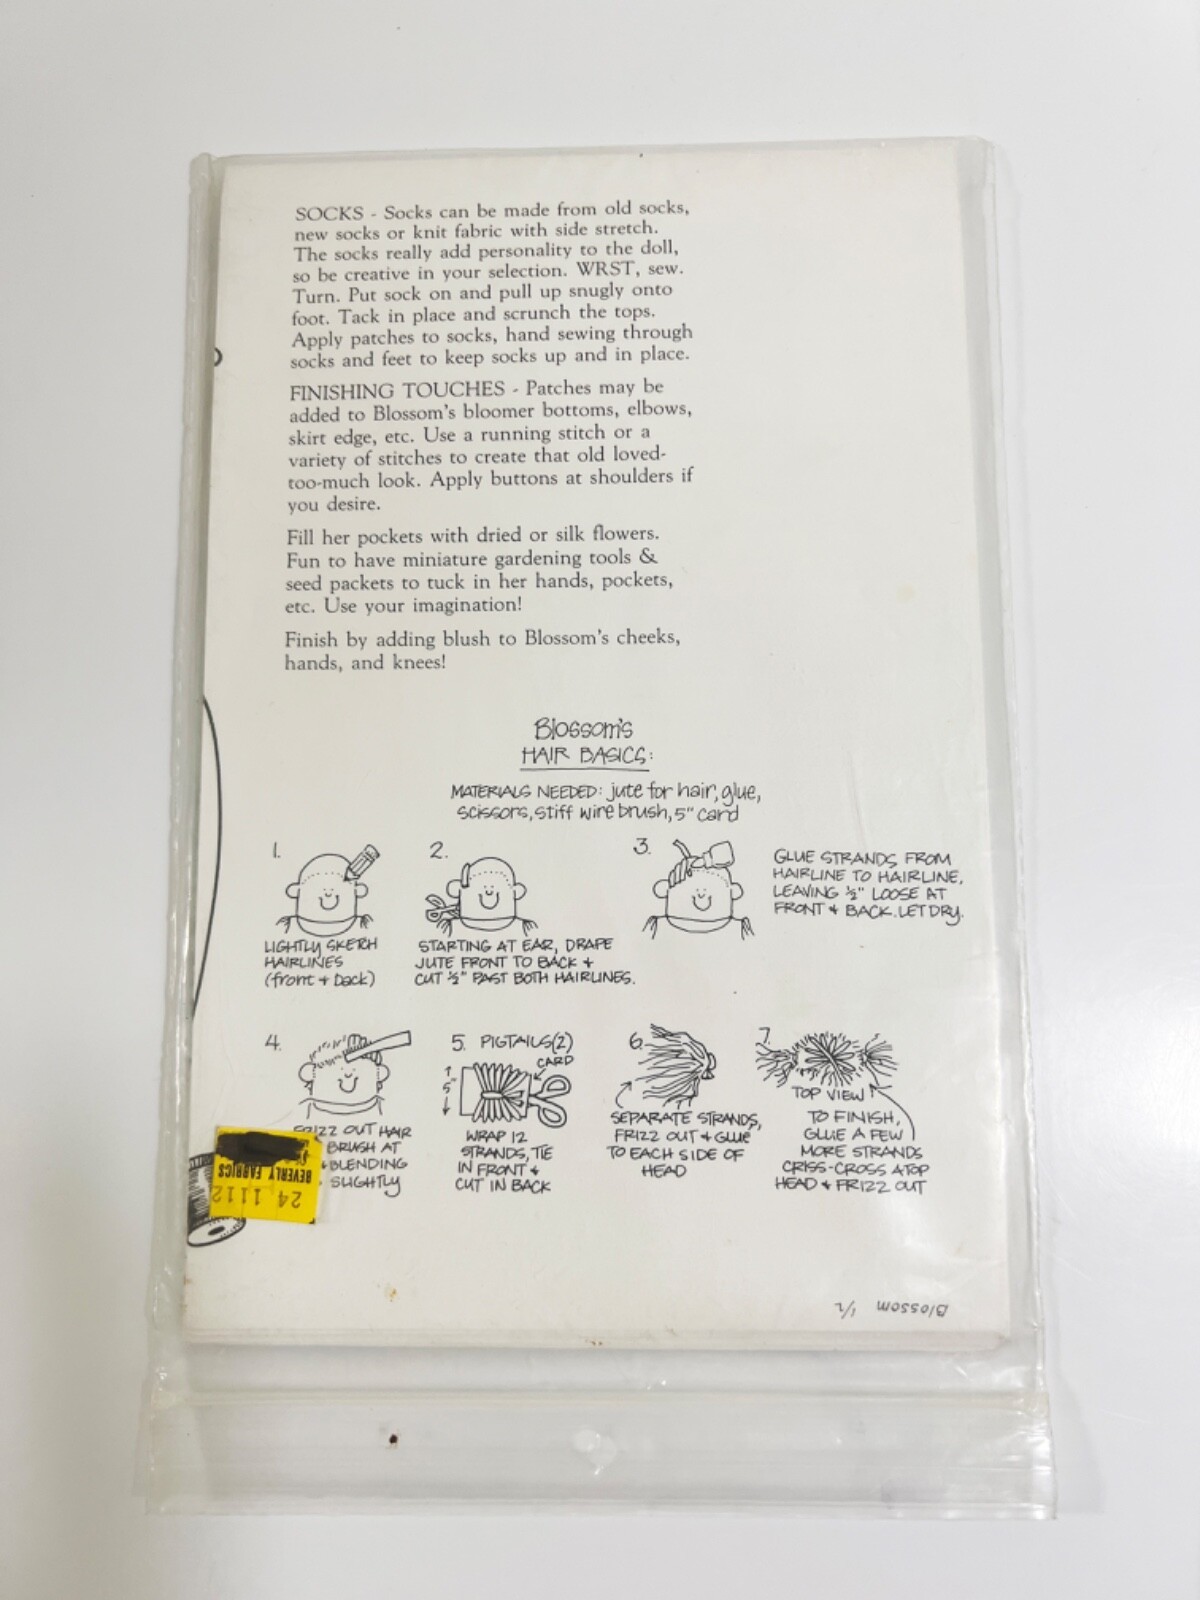 SOCKS - Socks can be made from old socks,
new socks or knit fabric with side stretch.
The socks really add personality to the doll,
so be creative in your selection. WRST, sew.
Turn. Put sock on and pull up snugly onto
foot. Tack in place and scrunch the tops.
Apply patches to socks, hand sewing through
socks and feet to keep socks up and in place.
FINISHING TOUCHES - Patches may be
added to Blossom's bloomer bottoms, elbows,
skirt edge, etc. Use a running stitch or a
variety of stitches to create that old loved-
too-much look. Apply buttons at shoulders if
you desire.
Fill her pockets with dried or silk flowers.
Fun to have miniature gardening tools &
seed packets to tuck in her hands, pockets,
etc. Use your imagination!
Finish by adding blush to Blossom's cheeks,
hands, and knees!
Blossom's
HAIR BASICS:
MATERIALS NEEDED: jute for hair, glue,
scissors, stiff wire brush, 5" card
1.
LIGHTLY SKETCH
HAIRLINES
(front + back)
2.
STARTING AT EAR, DRAPE
JUTE FRONT TO BACK +
CUT ½" PAST BOTH HAIRLINES.
3.
GLUE STRANDS FROM
HAIRLINE TO HAIRLINE,
LEAVING ½" LOOSE AT
FRONT + BACK. LET DRY.
4.
FRIZZ OUT HAIR
BRUSH AT
+ BLENDING
SLIGHTLY
5. PIGTAILS (2)
CARD
5"
WRAP 12
STRANDS, TIE
IN FRONT +
CUT IN BACK
6.
SEPARATE STRANDS,
FRIZZ OUT + GLUE
TO EACH SIDE OF
HEAD
7.
TOP VIEW
TO FINISH,
GLUE A FEW
MORE STRANDS
CRISS-CROSS ATOP
HEAD + FRIZZ OUT
24 1112
BEVERLY FABRICS
Blossom 1/2